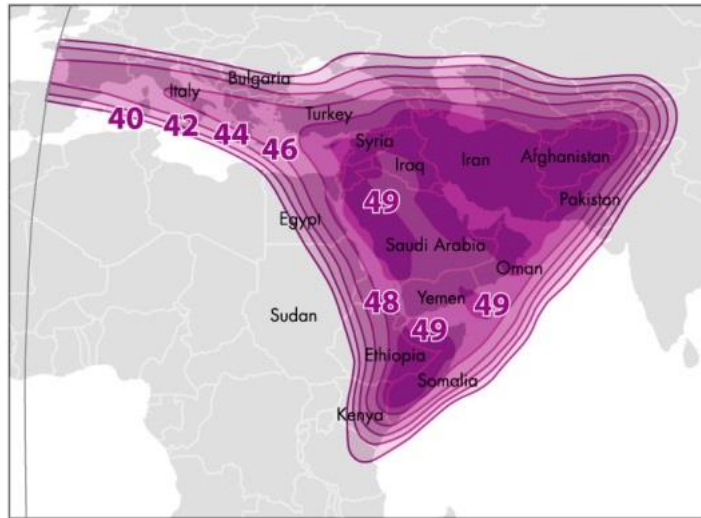 Bulgaria
Italy
Turkey
40
42
44
46
Syria
Iraq
Iran
Afghanistan
Pakistan
49
Egypt
Saudi Arabia
Oman
48
Yemen
49
Sudan
49
Ethiopia
Somalia
Kenya